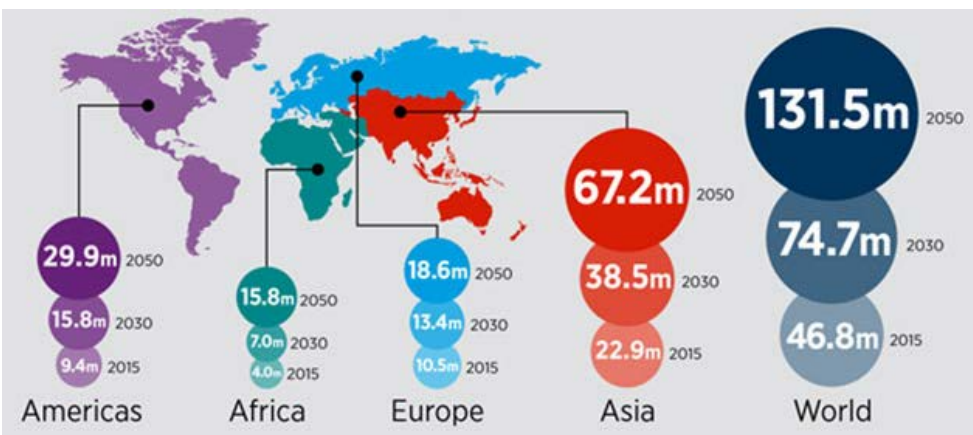 29.9m 2050
15.8m 2030
9.4m 2015
Americas
15.8m 2050
7.0m 2030
4.0m 2015
Africa
18.6m 2050
13.4m 2030
10.5m 2015
Europe
67.2m 2050
38.5m 2030
22.9m 2015
Asia
131.5m 2050
74.7m 2030
46.8m 2015
World